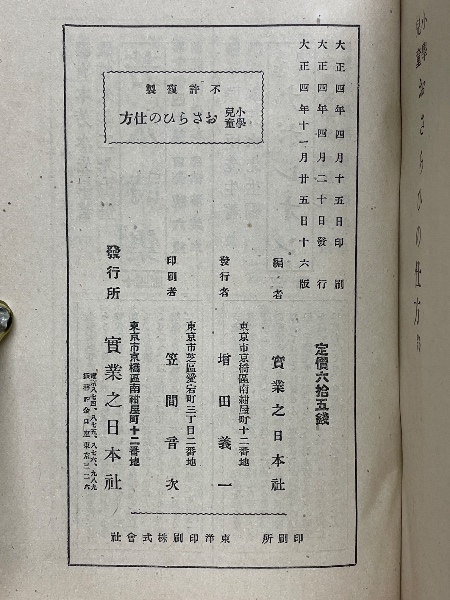 小學兒童おさらひの仕方
大正四年四月十五日印刷
大正四年四月二十日發行
大正四年十一月廿五日十六版
不許複製
小學兒童おさらひの仕方
定價六拾五錢
編者 實業之日本社
東京市京橋區南紺屋町十二番地
發行者 增田義一
東京市芝區愛宕町三丁目二番地
印刷者 笠間音次
東京市京橋區南紺屋町十二番地
發行所 實業之日本社
印刷所 東洋印刷株式會社